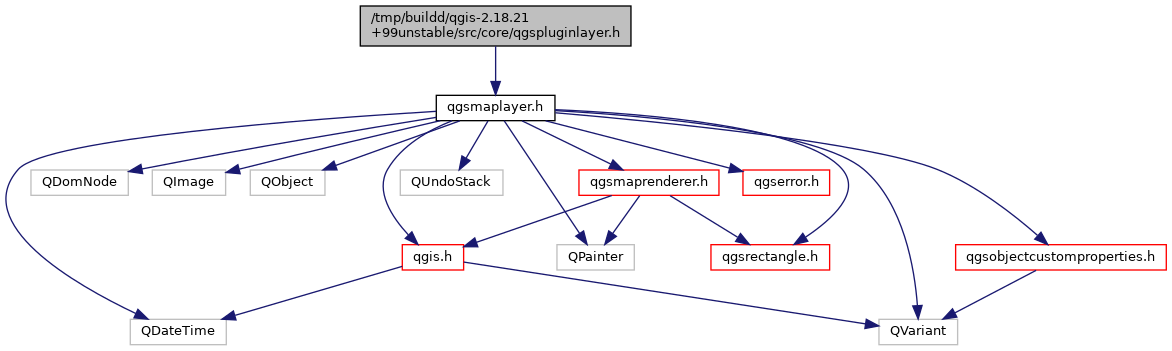 /tmp/buildd/qgis-2.18.21
+99unstable/src/core/qgspluginlayer.h
qgsmaplayer.h
QDomNode
QImage
QObject
QUndoStack
qgsmaprenderer.h
qgserror.h
qgis.h
QPainter
qgsrectangle.h
qgsobjectcustomproperties.h
QDateTime
QVariant